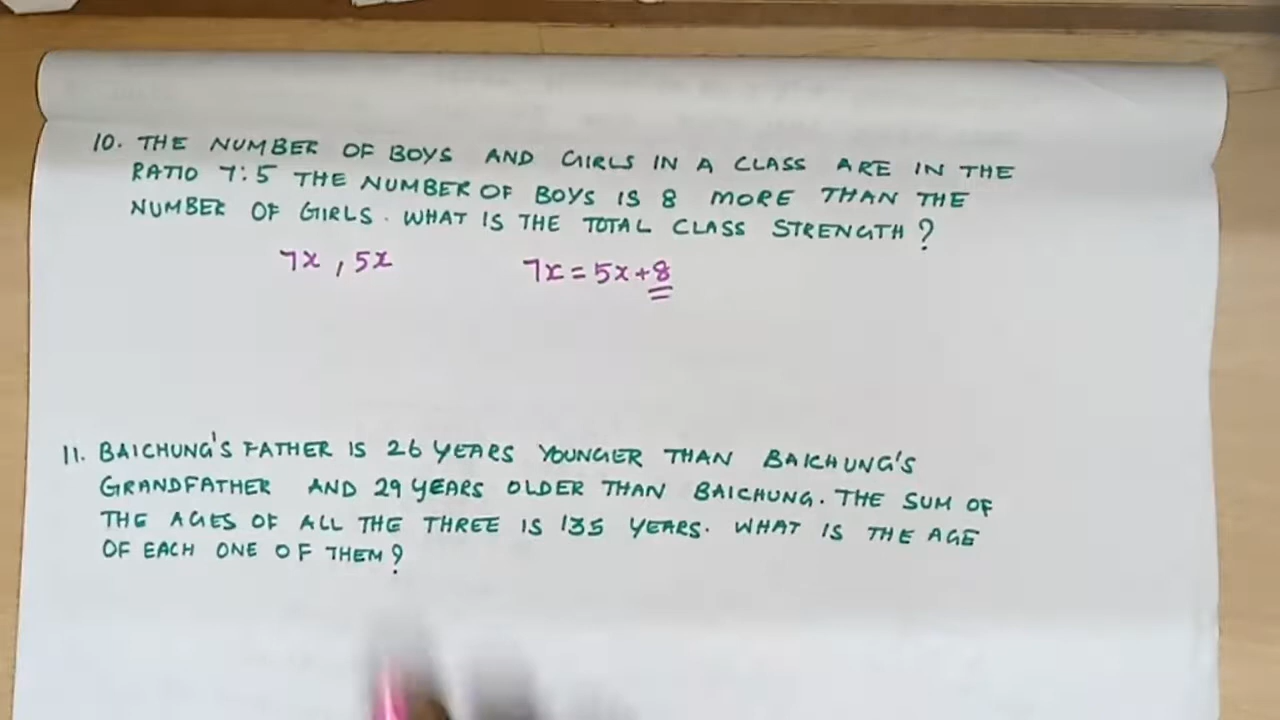 10. THE NUMBER OF BOYS AND GIRLS IN A CLASS ARE IN THE
RATIO 7:5 THE NUMBER OF BOYS IS 8 MORE THAN THE
NUMBER OF GIRLS. WHAT IS THE TOTAL CLASS STRENGTH?
7x, 5x 7x = 5x + 8
11. BAICHUNG'S FATHER IS 26 YEARS YOUNGER THAN BAICHUNG'S
GRANDFATHER AND 29 YEARS OLDER THAN BAICHUNG. THE SUM OF
THE AGES OF ALL THE THREE IS 135 YEARS. WHAT IS THE AGE
OF EACH ONE OF THEM?